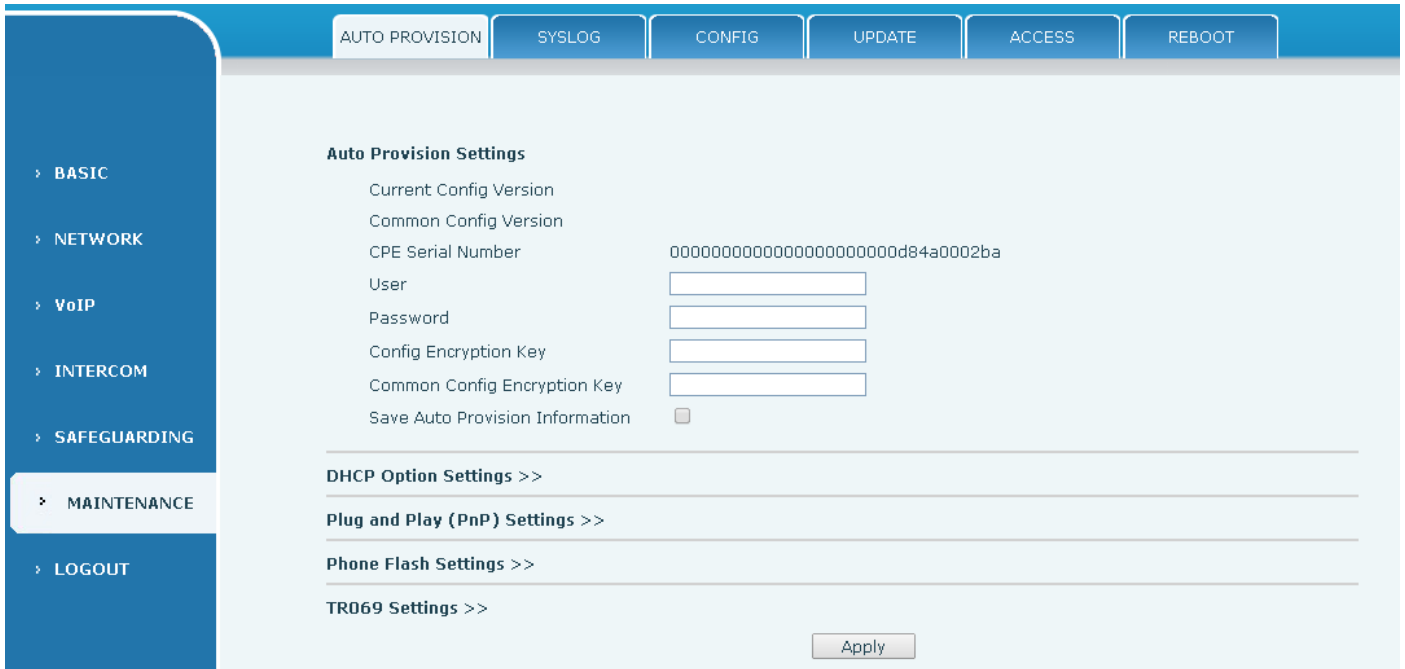 AUTO PROVISION SYSLOG CONFIG UPDATE ACCESS REBOOT
› BASIC
› NETWORK
› VoIP
› INTERCOM
› SAFEGUARDING
› MAINTENANCE
› LOGOUT
Auto Provision Settings
Current Config Version
Common Config Version
CPE Serial Number 00000000000000000000000d84a0002ba
User
Password
Config Encryption Key
Common Config Encryption Key
Save Auto Provision Information
DHCP Option Settings >>
Plug and Play (PnP) Settings >>
Phone Flash Settings >>
TR069 Settings >>
Apply